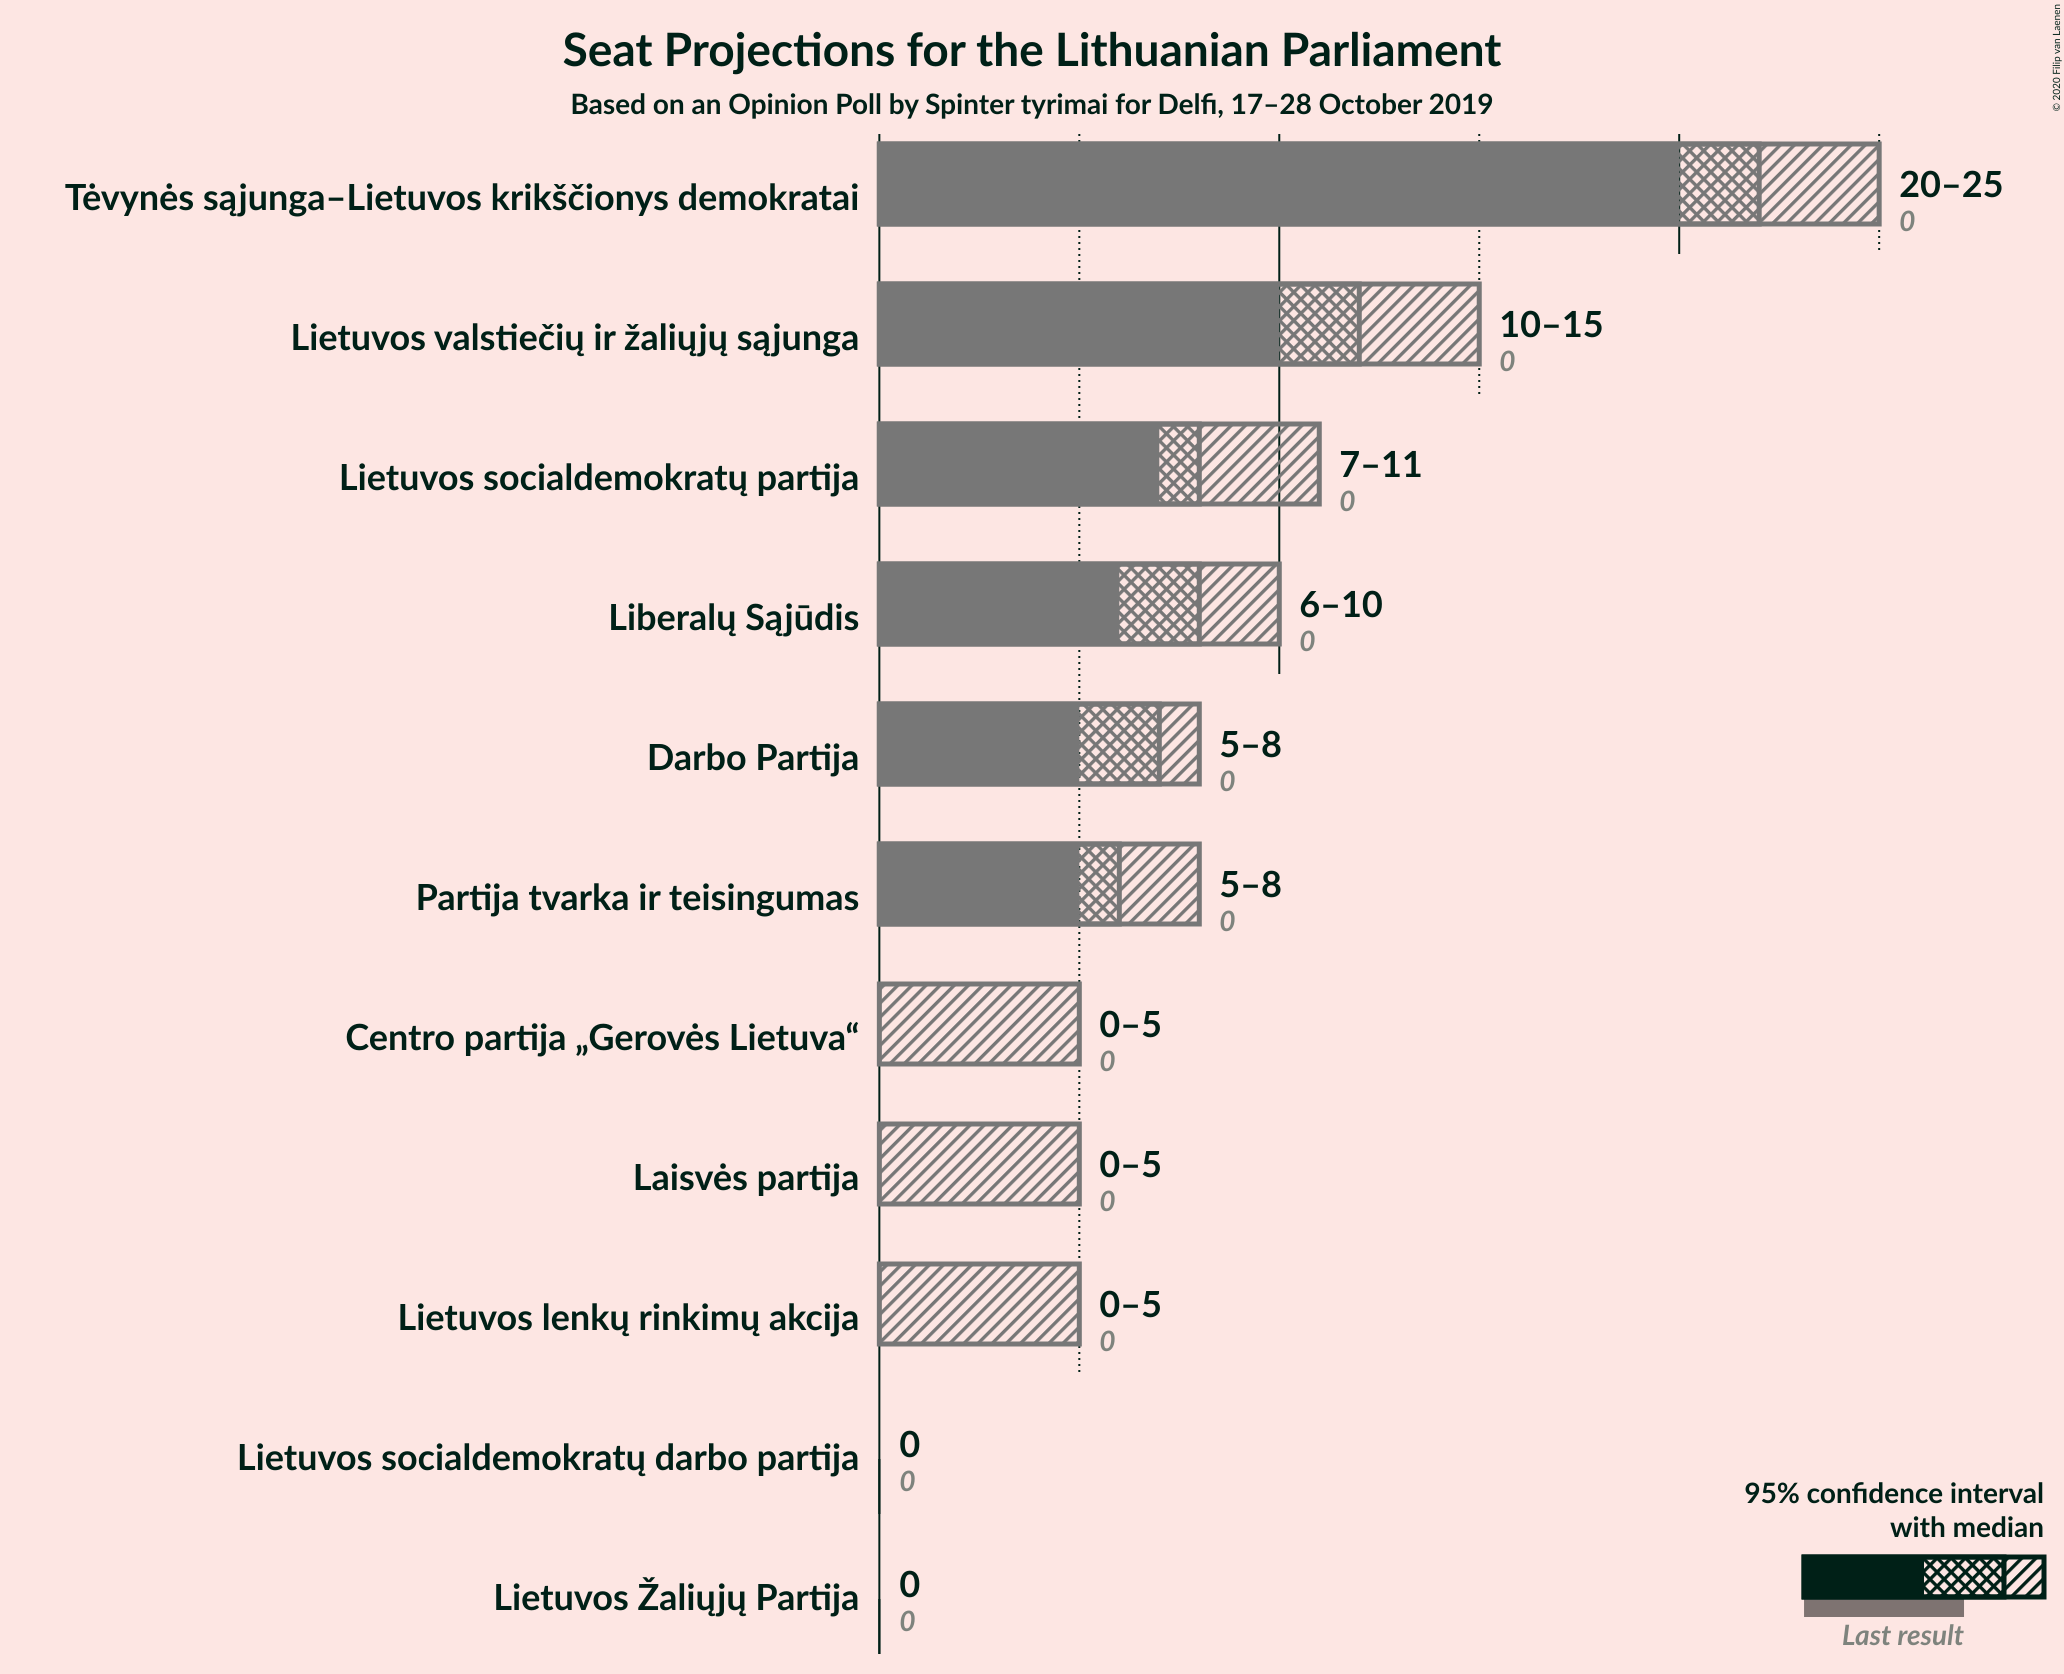 Seat Projections for the Lithuanian Parliament
Based on an Opinion Poll by Spinter tyrimai for Delfi, 17–28 October 2019
© 2020 Filip van Laenen
Tėvynės sąjunga–Lietuvos krikščionys demokratai
20–25
0
Lietuvos valstiečių ir žaliųjų sąjunga
10–15
0
Lietuvos socialdemokratų partija
7–11
0
Liberalų Sąjūdis
6–10
0
Darbo Partija
5–8
0
Partija tvarka ir teisingumas
5–8
0
Centro partija „Gerovės Lietuva“
0–5
0
Laisvės partija
0–5
0
Lietuvos lenkų rinkimų akcija
0–5
0
Lietuvos socialdemokratų darbo partija
0
0
Lietuvos Žaliųjų Partija
0
0
95% confidence interval
with median
Last result